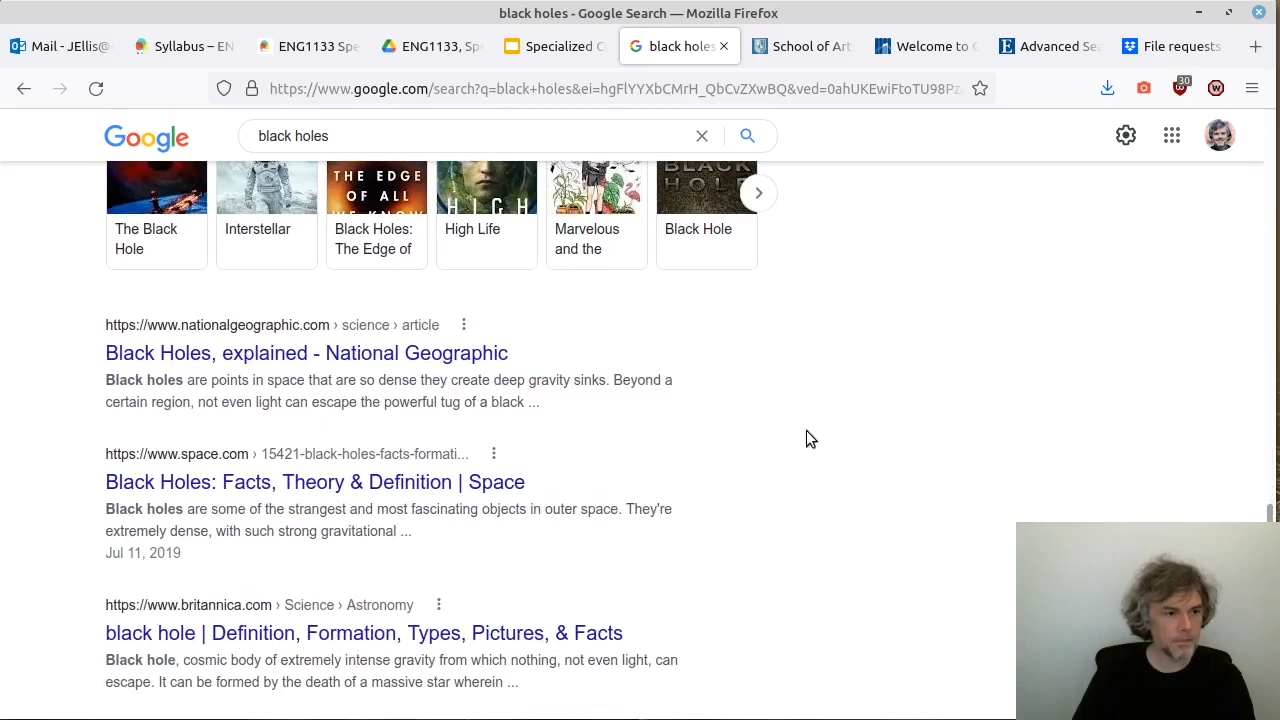 black holes - Google Search — Mozilla Firefox
Mail - JEllis@
Syllabus – EN
ENG1133 Spe
ENG1133, Sp
Specialized C
black holes
School of Art
Welcome to C
Advanced Sea
File requests
https://www.google.com/search?q=black+holes&ei=hgFlYYXbCMrH_QbCvZXwBQ&ved=0ahUKEwiFtoTU98Pz
30
Google
black holes
THE EDGE
OF ALL
WE KNOW
HIGH
BLACK
HOLE
The Black
Hole
Interstellar
Black Holes:
The Edge of
High Life
Marvelous
and the
Black Hole
https://www.nationalgeographic.com › science › article
Black Holes, explained - National Geographic
Black holes are points in space that are so dense they create deep gravity sinks. Beyond a
certain region, not even light can escape the powerful tug of a black ...
https://www.space.com › 15421-black-holes-facts-formati...
Black Holes: Facts, Theory & Definition | Space
Black holes are some of the strangest and most fascinating objects in outer space. They're
extremely dense, with such strong gravitational ...
Jul 11, 2019
https://www.britannica.com › Science › Astronomy
black hole | Definition, Formation, Types, Pictures, & Facts
Black hole, cosmic body of extremely intense gravity from which nothing, not even light, can
escape. It can be formed by the death of a massive star wherein ...